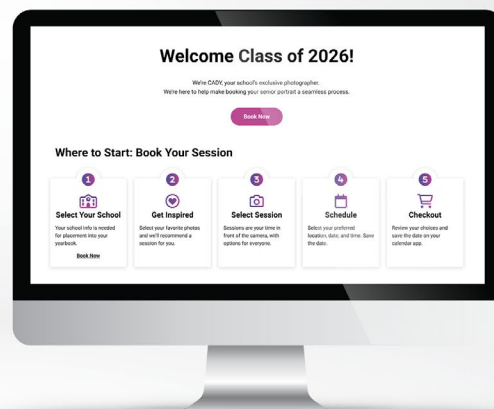 Welcome Class of 2026!
We're CADY, your school's exclusive photographer.
We're here to help make booking your senior portrait a seamless process.
Book Now
Where to Start: Book Your Session
1
Select Your School
Your school info is needed
for placement into your
yearbook.
Book Now
2
Get Inspired
Select your favorite photos
and we'll recommend a
session for you.
3
Select Session
Sessions are your time in
front of the camera, with
options for everyone.
4
Schedule
Select your preferred
location, date, and time. Save
the date.
5
Checkout
Review your choices and
save the date on your
calendar app.